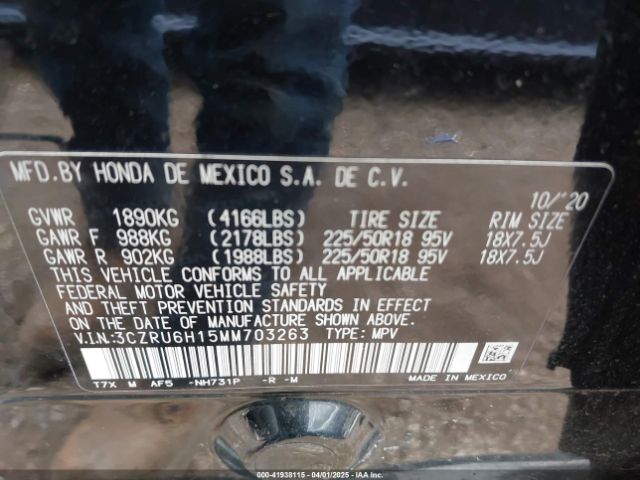 MFD.BY HONDA DE MEXICO S.A. DE C.V.
10/'20
GVWR 1890KG (4166LBS) TIRE SIZE RIM SIZE
GAWR F 988KG (2178LBS) 225/50R18 95V 18X7.5J
GAWR R 902KG (1988LBS) 225/50R18 95V 18X7.5J
THIS VEHICLE CONFORMS TO ALL APPLICABLE
FEDERAL MOTOR VEHICLE SAFETY
AND THEFT PREVENTION STANDARDS IN EFFECT
ON THE DATE OF MANUFACTURE SHOWN ABOVE.
V.I.N.:3CZRU6H15MM703263 TYPE: MPV
T7X M AF5 -NH731P -R -M
MADE IN MEXICO
000-41938115 - 04/01/2025 - IAAI.COM